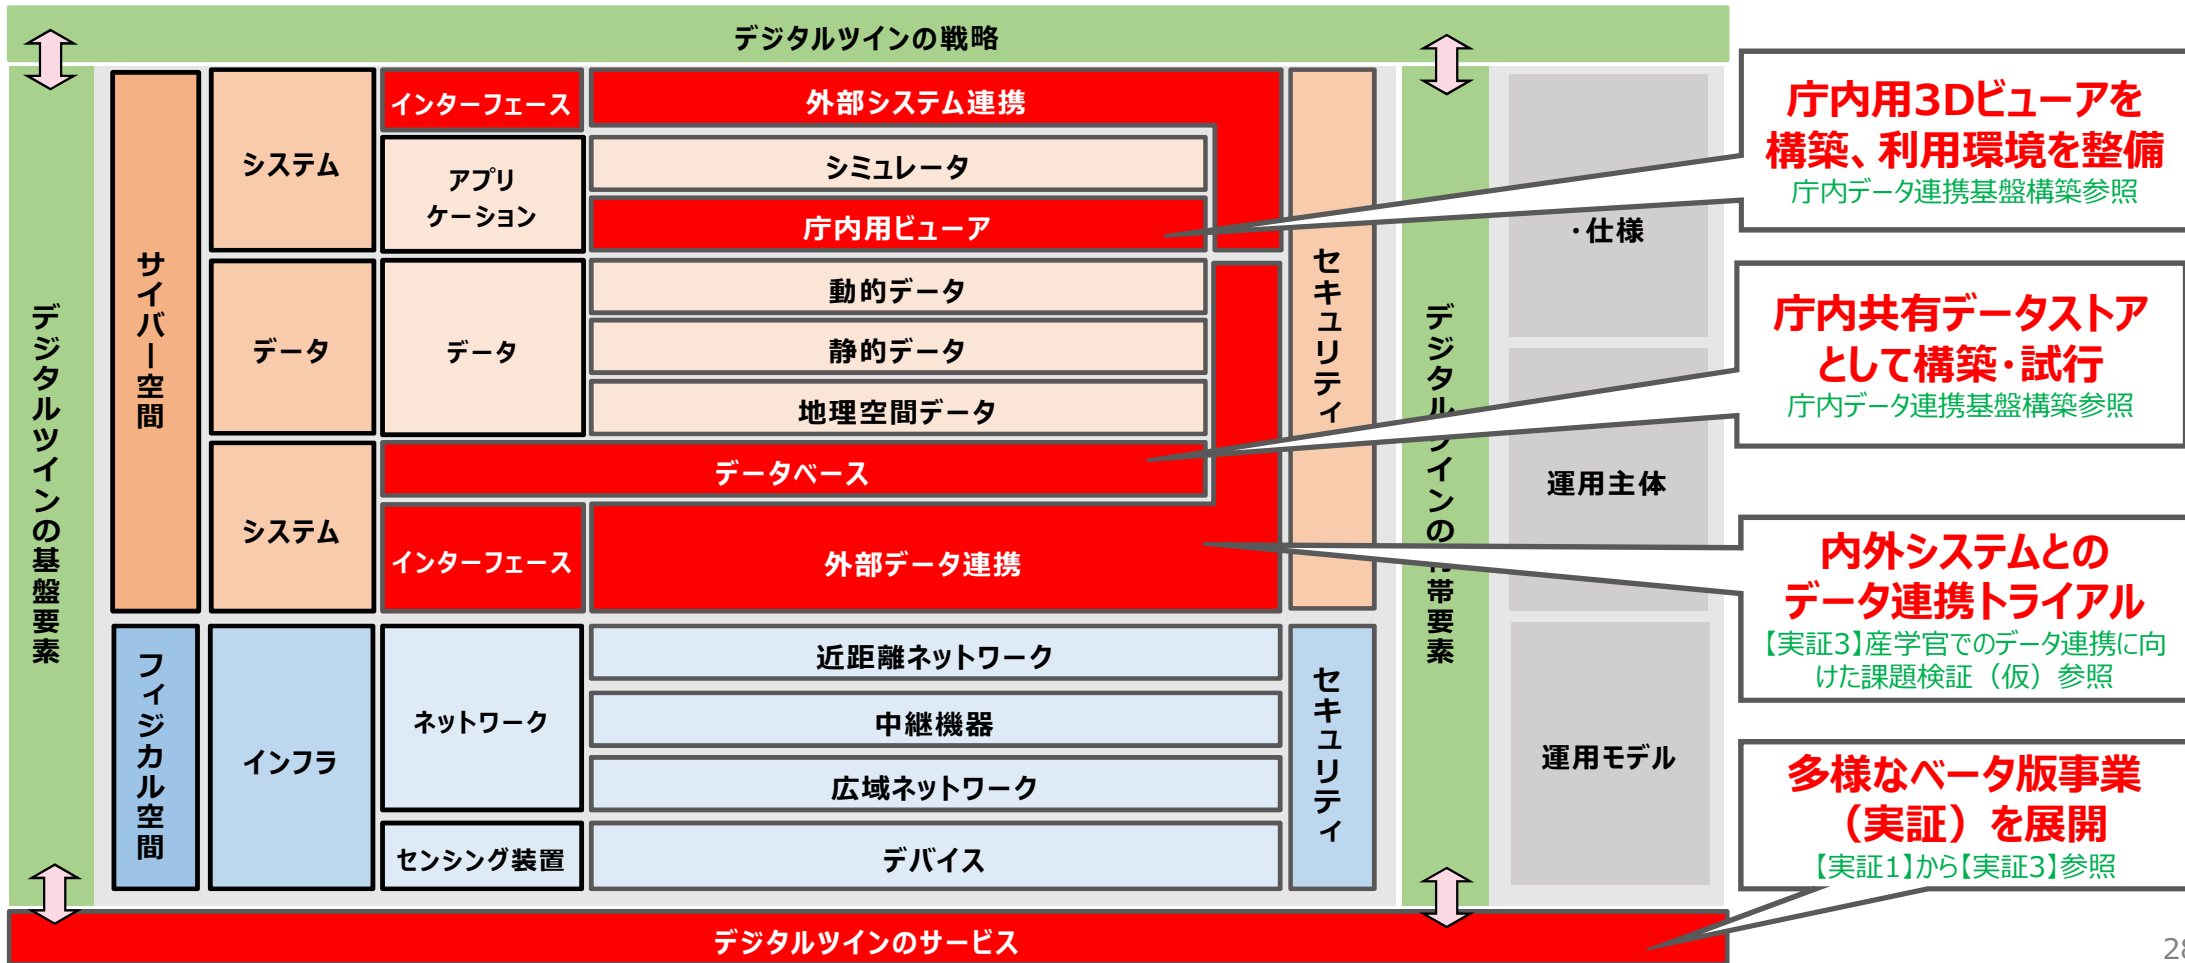 デジタルツインの戦略
デジタルツインの基盤要素
サイバー空間
システム
インターフェース
外部システム連携
アプリ
ケーション
シミュレータ
庁内用ビューア
データ
データ
動的データ
静的データ
地理空間データ
システム
データベース
インターフェース
外部データ連携
セキュリティ
フィジカル空間
インフラ
ネットワーク
近距離ネットワーク
中継機器
広域ネットワーク
センシング装置
デバイス
セキュリティ
デジタル
インの
帯要素
・仕様
運用主体
運用モデル
庁内用3Dビューアを
構築、利用環境を整備
庁内データ連携基盤構築参照
庁内共有データストア
として構築・試行
庁内データ連携基盤構築参照
内外システムとの
データ連携トライアル
【実証3】産学官でのデータ連携に向
けた課題検証（仮）参照
多様なベータ版事業
（実証）を展開
【実証1】から【実証3】参照
デジタルツインのサービス
28